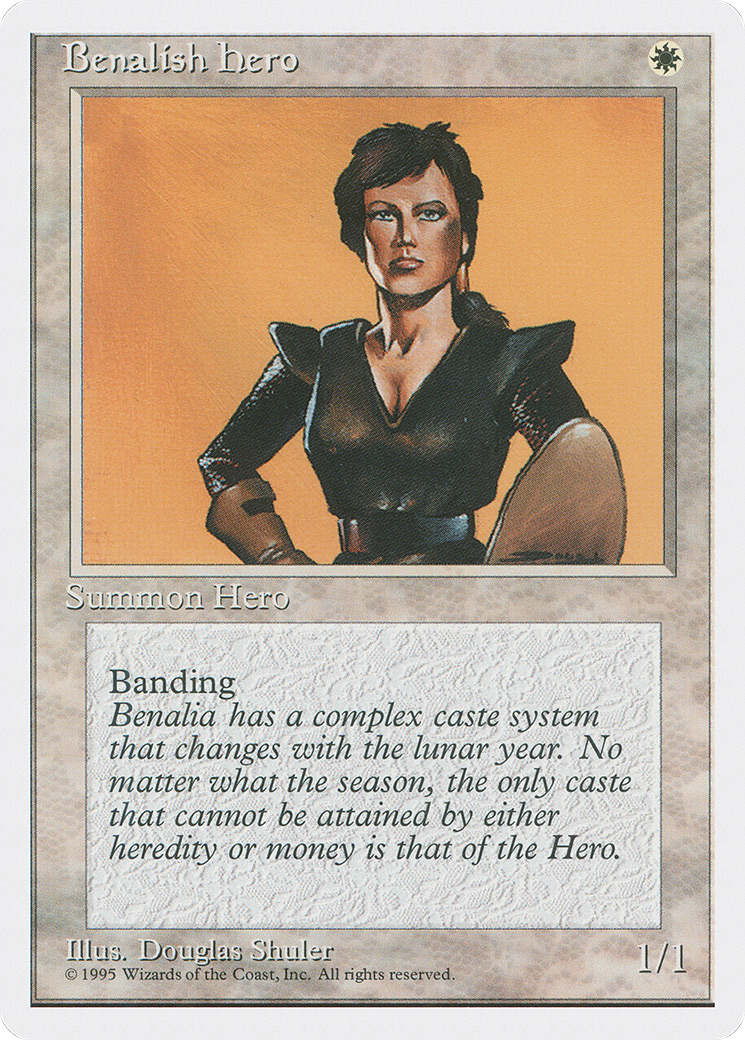 Benalish Hero
Summon Hero
Banding
Benalia has a complex caste system
that changes with the lunar year. No
matter what the season, the only caste
that cannot be attained by either
heredity or money is that of the Hero.
Illus. Douglas Shuler
1/1
© 1995 Wizards of the Coast, Inc. All rights reserved.